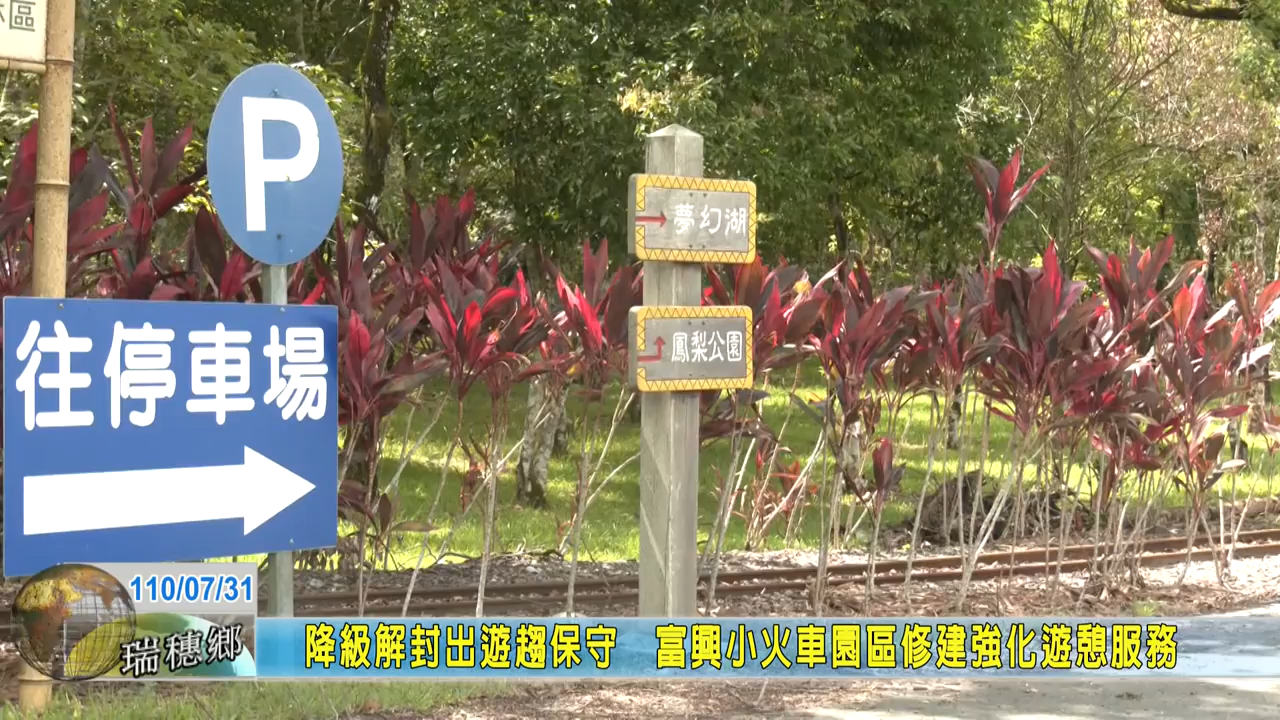 區
P
夢幻湖
鳳梨公園
往停車場
110/07/31
瑞穗鄉
降級解封出遊趨保守 富興小火車園區修建強化遊憩服務